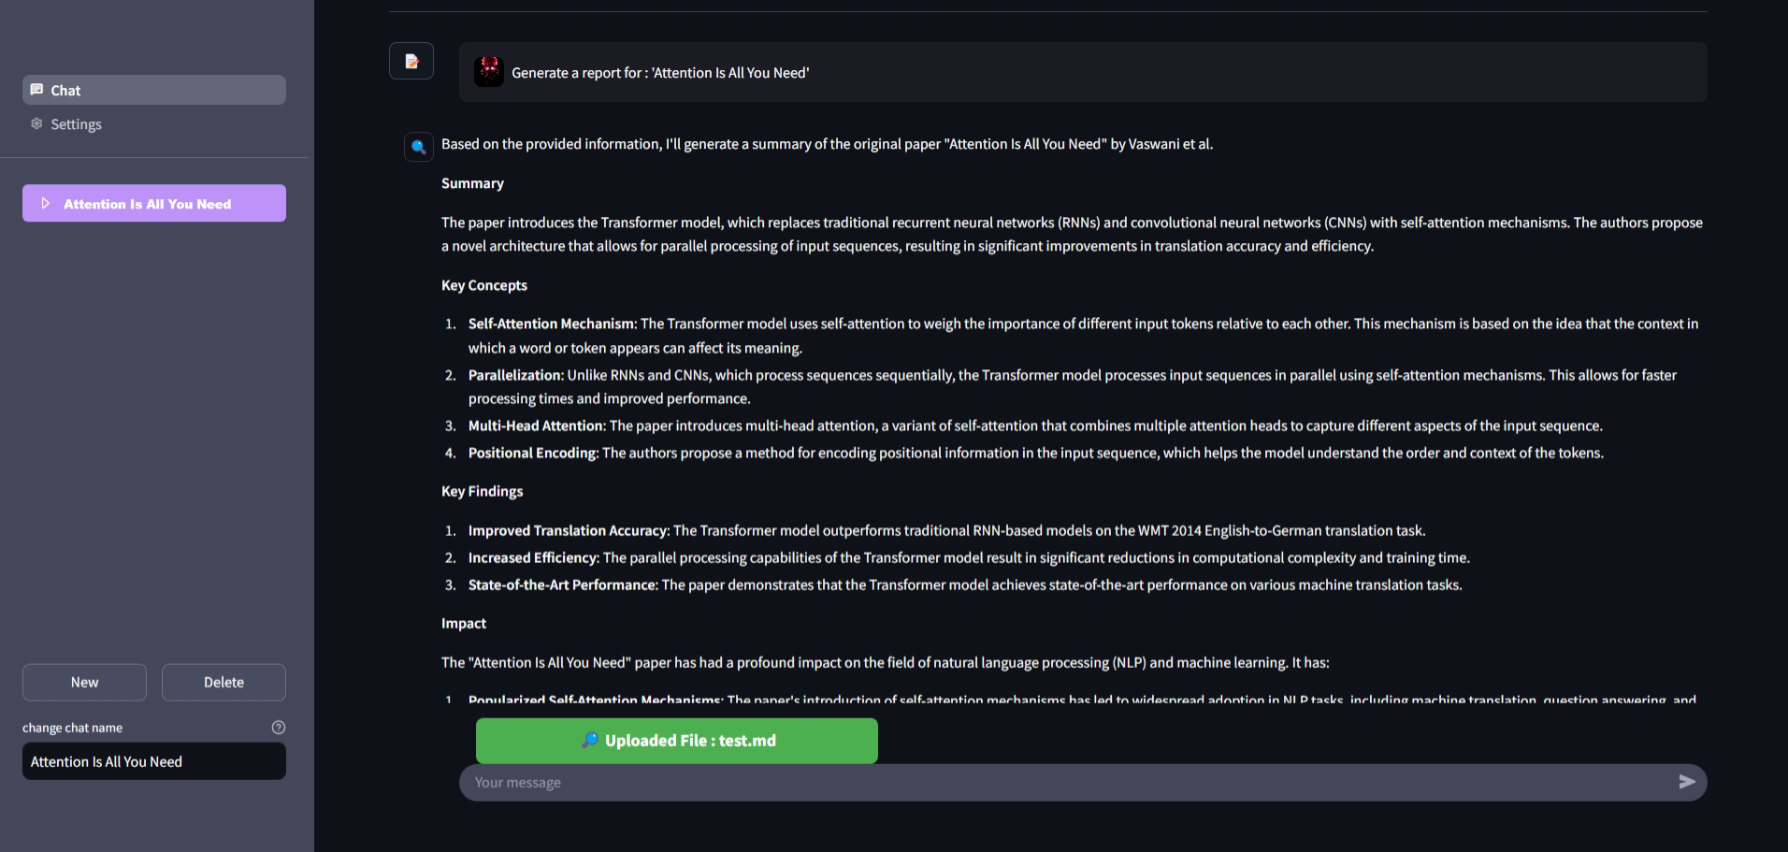 Chat
Settings
Attention Is All You Need
New
Delete
change chat name
Attention Is All You Need
Generate a report for : 'Attention Is All You Need'
Based on the provided information, I'll generate a summary of the original paper "Attention Is All You Need" by Vaswani et al.
Summary
The paper introduces the Transformer model, which replaces traditional recurrent neural networks (RNNs) and convolutional neural networks (CNNs) with self-attention mechanisms. The authors propose
a novel architecture that allows for parallel processing of input sequences, resulting in significant improvements in translation accuracy and efficiency.
Key Concepts
1. Self-Attention Mechanism: The Transformer model uses self-attention to weigh the importance of different input tokens relative to each other. This mechanism is based on the idea that the context in
which a word or token appears can affect its meaning.
2. Parallelization: Unlike RNNs and CNNs, which process sequences sequentially, the Transformer model processes input sequences in parallel using self-attention mechanisms. This allows for faster
processing times and improved performance.
3. Multi-Head Attention: The paper introduces multi-head attention, a variant of self-attention that combines multiple attention heads to capture different aspects of the input sequence.
4. Positional Encoding: The authors propose a method for encoding positional information in the input sequence, which helps the model understand the order and context of the tokens.
Key Findings
1. Improved Translation Accuracy: The Transformer model outperforms traditional RNN-based models on the WMT 2014 English-to-German translation task.
2. Increased Efficiency: The parallel processing capabilities of the Transformer model result in significant reductions in computational complexity and training time.
3. State-of-the-Art Performance: The paper demonstrates that the Transformer model achieves state-of-the-art performance on various machine translation tasks.
Impact
The "Attention Is All You Need" paper has had a profound impact on the field of natural language processing (NLP) and machine learning. It has:
1. Popularized Self-Attention Mechanisms: The paper's introduction of self-attention mechanisms has led to widespread adoption in NLP tasks, including machine translation, question answering, and
Uploaded File : test.md
Your message